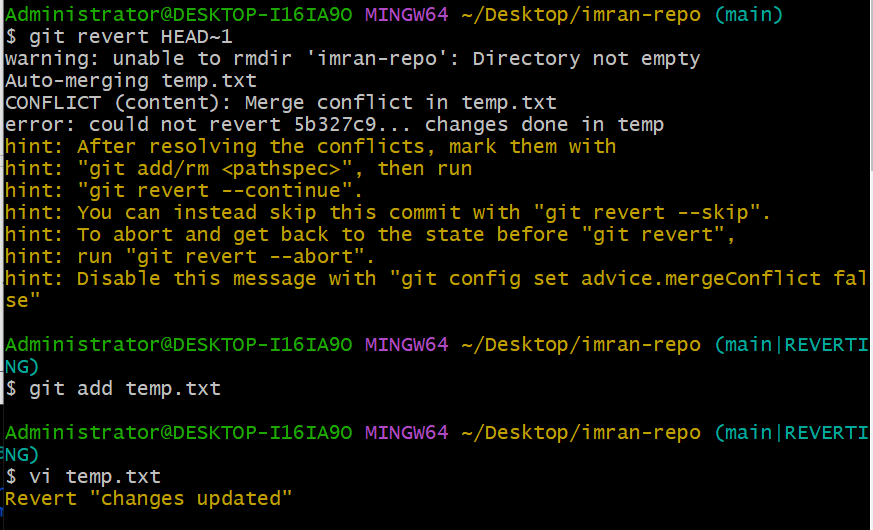 Administrator@DESKTOP-I16IA9O MINGW64 ~/Desktop/imran-repo (main)
$ git revert HEAD~1
warning: unable to rmdir 'imran-repo': Directory not empty
Auto-merging temp.txt
CONFLICT (content): Merge conflict in temp.txt
error: could not revert 5b327c9... changes done in temp
hint: After resolving the conflicts, mark them with
hint: "git add/rm <pathspec>", then run
hint: "git revert --continue".
hint: You can instead skip this commit with "git revert --skip".
hint: To abort and get back to the state before "git revert",
hint: run "git revert --abort".
hint: Disable this message with "git config set advice.mergeConflict fal
se"
Administrator@DESKTOP-I16IA9O MINGW64 ~/Desktop/imran-repo (main|REVERTI
NG)
$ git add temp.txt
Administrator@DESKTOP-I16IA9O MINGW64 ~/Desktop/imran-repo (main|REVERTI
NG)
$ vi temp.txt
Revert "changes updated"